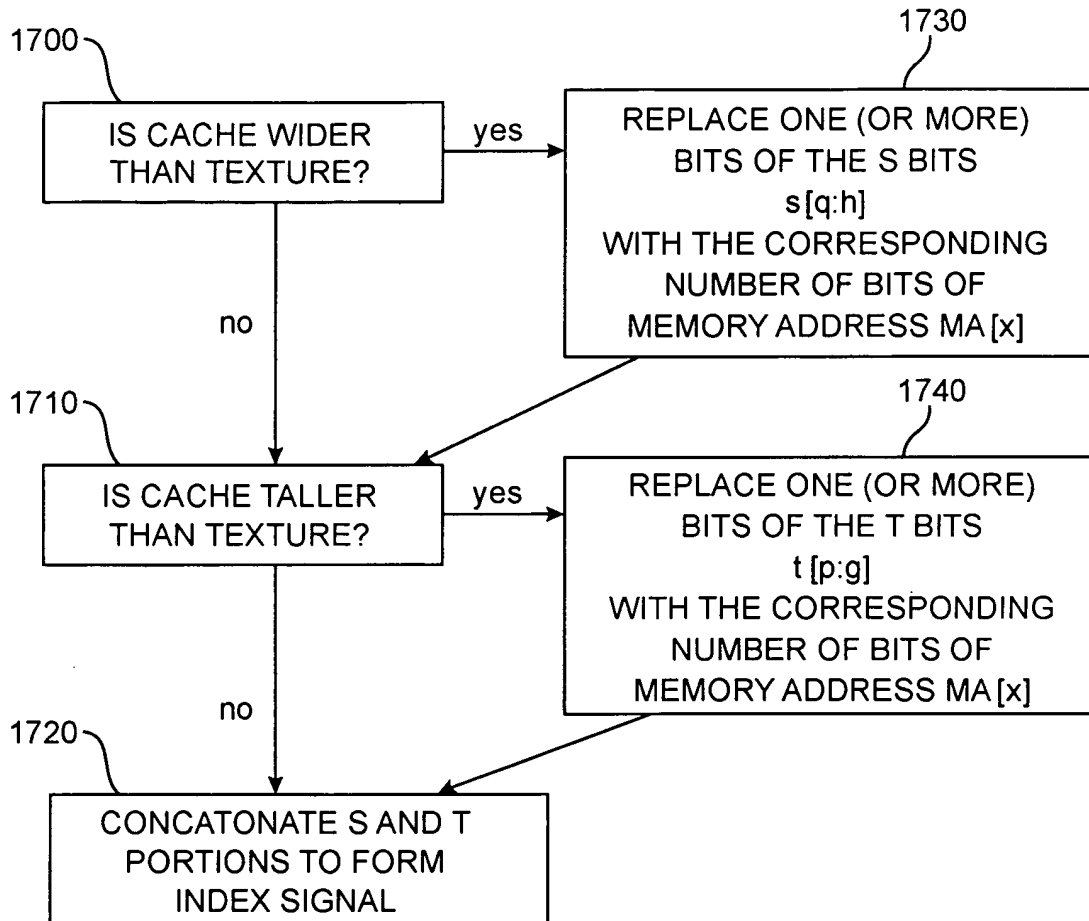 1700
IS CACHE WIDER
THAN TEXTURE?
yes
no
1730
REPLACE ONE (OR MORE)
BITS OF THE S BITS
s[q:h]
WITH THE CORRESPONDING
NUMBER OF BITS OF
MEMORY ADDRESS MA[x]
1710
IS CACHE TALLER
THAN TEXTURE?
yes
no
1740
REPLACE ONE (OR MORE)
BITS OF THE T BITS
t[p:g]
WITH THE CORRESPONDING
NUMBER OF BITS OF
MEMORY ADDRESS MA[x]
1720
CONCATONATE S AND T
PORTIONS TO FORM
INDEX SIGNAL